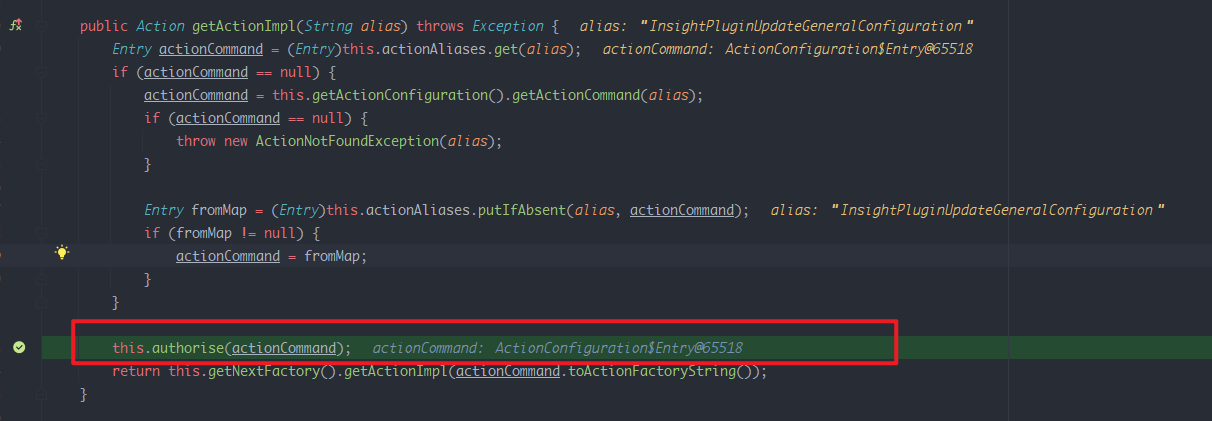 public Action getActionImpl(String alias) throws Exception { alias: "InsightPluginUpdateGeneralConfiguration"
Entry actionCommand = (Entry)this.actionAliases.get(alias); actionCommand: ActionConfiguration$Entry@65518
if (actionCommand == null) {
actionCommand = this.getActionConfiguration().getActionCommand(alias);
if (actionCommand == null) {
throw new ActionNotFoundException(alias);
}
Entry fromMap = (Entry)this.actionAliases.putIfAbsent(alias, actionCommand); alias: "InsightPluginUpdateGeneralConfiguration"
if (fromMap != null) {
actionCommand = fromMap;
}
}
this.authorise(actionCommand); actionCommand: ActionConfiguration$Entry@65518
return this.getNextFactory().getActionImpl(actionCommand.toActionFactoryString());
}